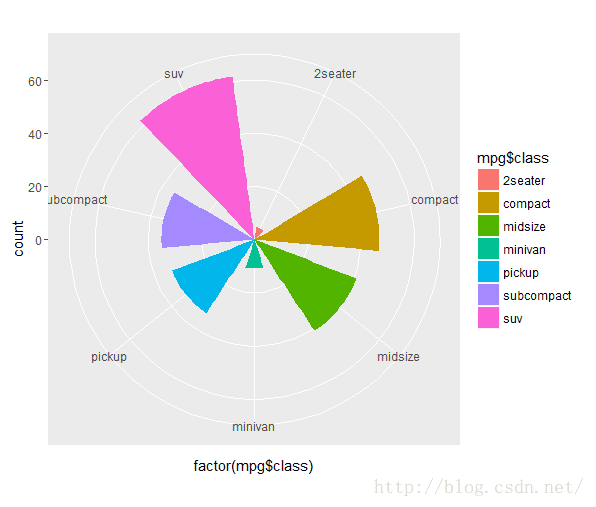 suv
2seater
60
40
20
0
ubcompact
compact
pickup
midsize
minivan
count
factor(mpg$class)
mpg$class
2seater
compact
midsize
minivan
pickup
subcompact
suv
http://blog.csdn.net/